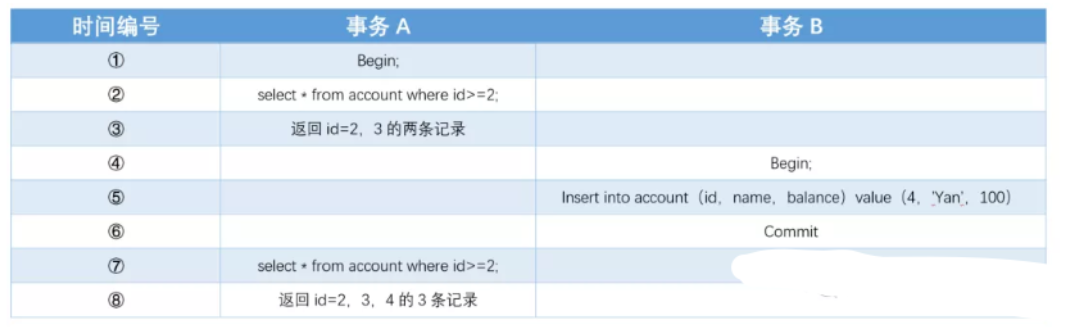 时间编号 事务 A 事务 B
① Begin;
② select * from account where id>=2;
③ 返回 id=2，3 的两条记录
④ Begin;
⑤ Insert into account（id，name，balance）value（4，'Yan'，100）
⑥ Commit
⑦ select * from account where id>=2;
⑧ 返回 id=2，3，4 的 3 条记录